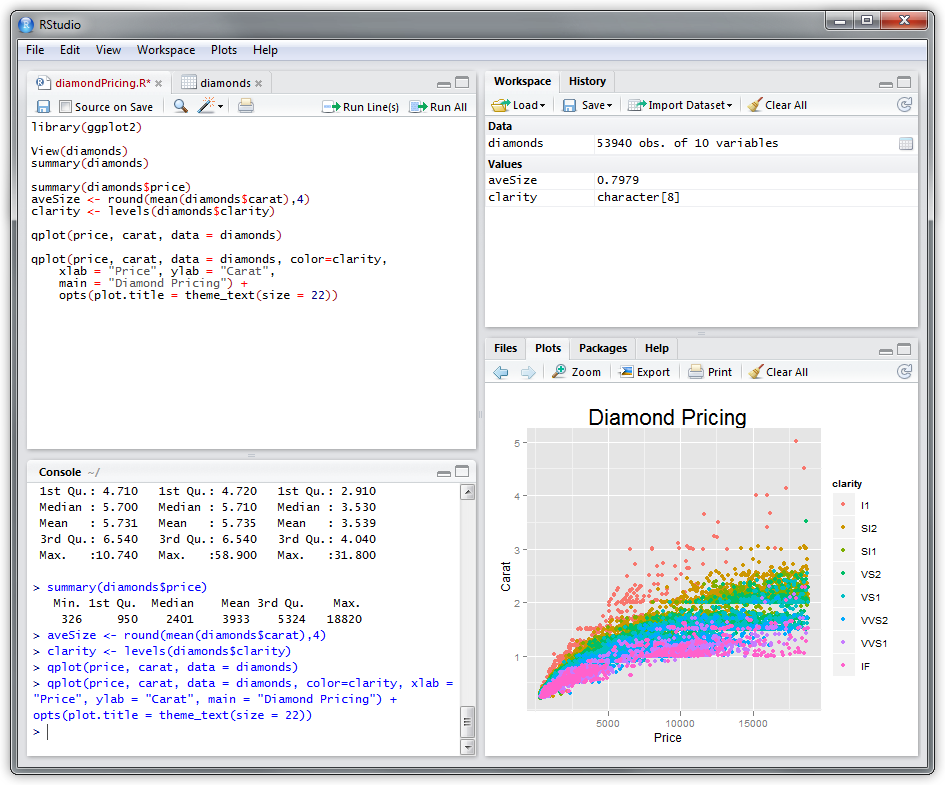 RStudio
File Edit View Workspace Plots Help
diamondPricing.R* diamonds
Source on Save Run Line(s) Run All
library(ggplot2)
View(diamonds)
summary(diamonds)
summary(diamonds$price)
aveSize <- round(mean(diamonds$carat),4)
clarity <- levels(diamonds$clarity)
qplot(price, carat, data = diamonds)
qplot(price, carat, data = diamonds, color=clarity,
xlab = "Price", ylab = "Carat",
main = "Diamond Pricing") +
opts(plot.title = theme_text(size = 22))
Console ~/
1st Qu.: 4.710 1st Qu.: 4.720 1st Qu.: 2.910
Median : 5.700 Median : 5.710 Median : 3.530
Mean : 5.731 Mean : 5.735 Mean : 3.539
3rd Qu.: 6.540 3rd Qu.: 6.540 3rd Qu.: 4.040
Max. :10.740 Max. :58.900 Max. :31.800
> summary(diamonds$price)
Min. 1st Qu. Median Mean 3rd Qu. Max.
326 950 2401 3933 5324 18820
> aveSize <- round(mean(diamonds$carat),4)
> clarity <- levels(diamonds$clarity)
> qplot(price, carat, data = diamonds)
> qplot(price, carat, data = diamonds, color=clarity, xlab =
"Price", ylab = "Carat", main = "Diamond Pricing") +
opts(plot.title = theme_text(size = 22))
>
Workspace History
Load Save Import Dataset Clear All
Data
diamonds 53940 obs. of 10 variables
Values
aveSize 0.7979
clarity character[8]
Files Plots Packages Help
Zoom Export Print Clear All
Diamond Pricing
5
4
3
2
1
Carat
5000 10000 15000
Price
clarity
I1
SI2
SI1
VS2
VS1
VVS2
VVS1
IF